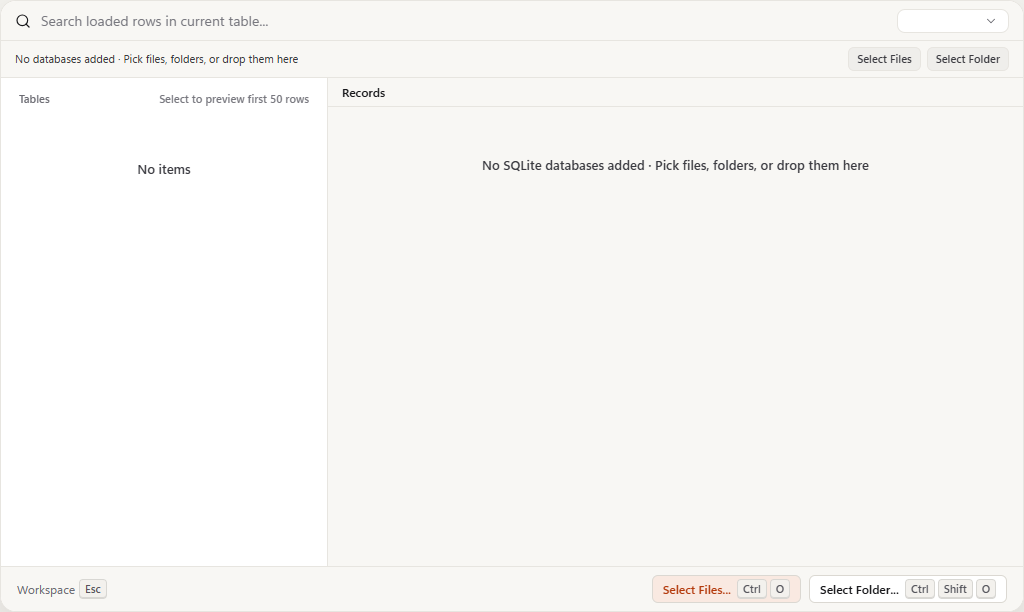 Search loaded rows in current table...
No databases added · Pick files, folders, or drop them here
Select Files
Select Folder
Tables
Select to preview first 50 rows
Records
No items
No SQLite databases added · Pick files, folders, or drop them here
Workspace Esc
Select Files... Ctrl O
Select Folder... Ctrl Shift O